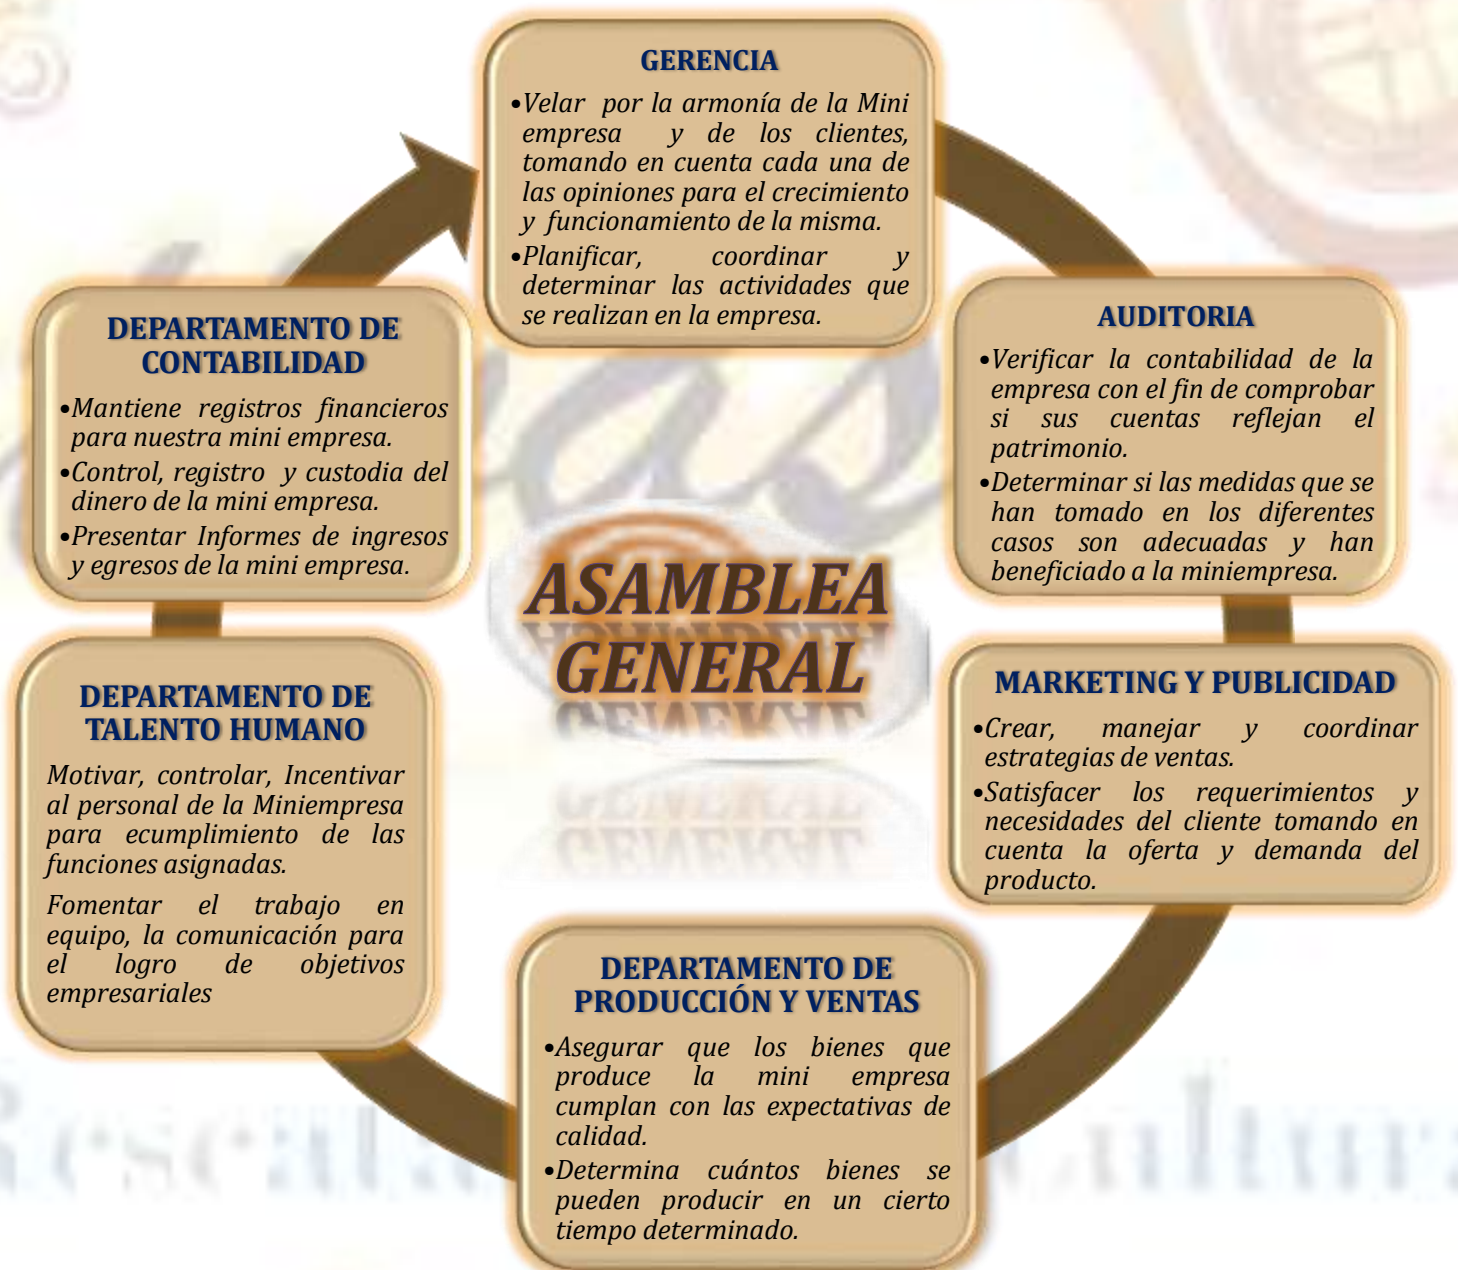 GERENCIA
•Velar por la armonía de la Mini
empresa y de los clientes,
tomando en cuenta cada una de
las opiniones para el crecimiento
y funcionamiento de la misma.
•Planificar, coordinar y
determinar las actividades que
se realizan en la empresa.
AUDITORIA
•Verificar la contabilidad de la
empresa con el fin de comprobar
si sus cuentas reflejan el
patrimonio.
•Determinar si las medidas que se
han tomado en los diferentes
casos son adecuadas y han
beneficiado a la miniempresa.
MARKETING Y PUBLICIDAD
•Crear, manejar y coordinar
estrategias de ventas.
•Satisfacer los requerimientos y
necesidades del cliente tomando en
cuenta la oferta y demanda del
producto.
DEPARTAMENTO DE
PRODUCCIÓN Y VENTAS
•Asegurar que los bienes que
produce la mini empresa
cumplan con las expectativas de
calidad.
•Determina cuántos bienes se
pueden producir en un cierto
tiempo determinado.
DEPARTAMENTO DE
TALENTO HUMANO
Motivar, controlar, Incentivar
al personal de la Miniempresa
para ecumplimiento de las
funciones asignadas.
Fomentar el trabajo en
equipo, la comunicación para
el logro de objetivos
empresariales
DEPARTAMENTO DE
CONTABILIDAD
•Mantiene registros financieros
para nuestra mini empresa.
•Control, registro y custodia del
dinero de la mini empresa.
•Presentar Informes de ingresos
y egresos de la mini empresa.
ASAMBLEA
GENERAL